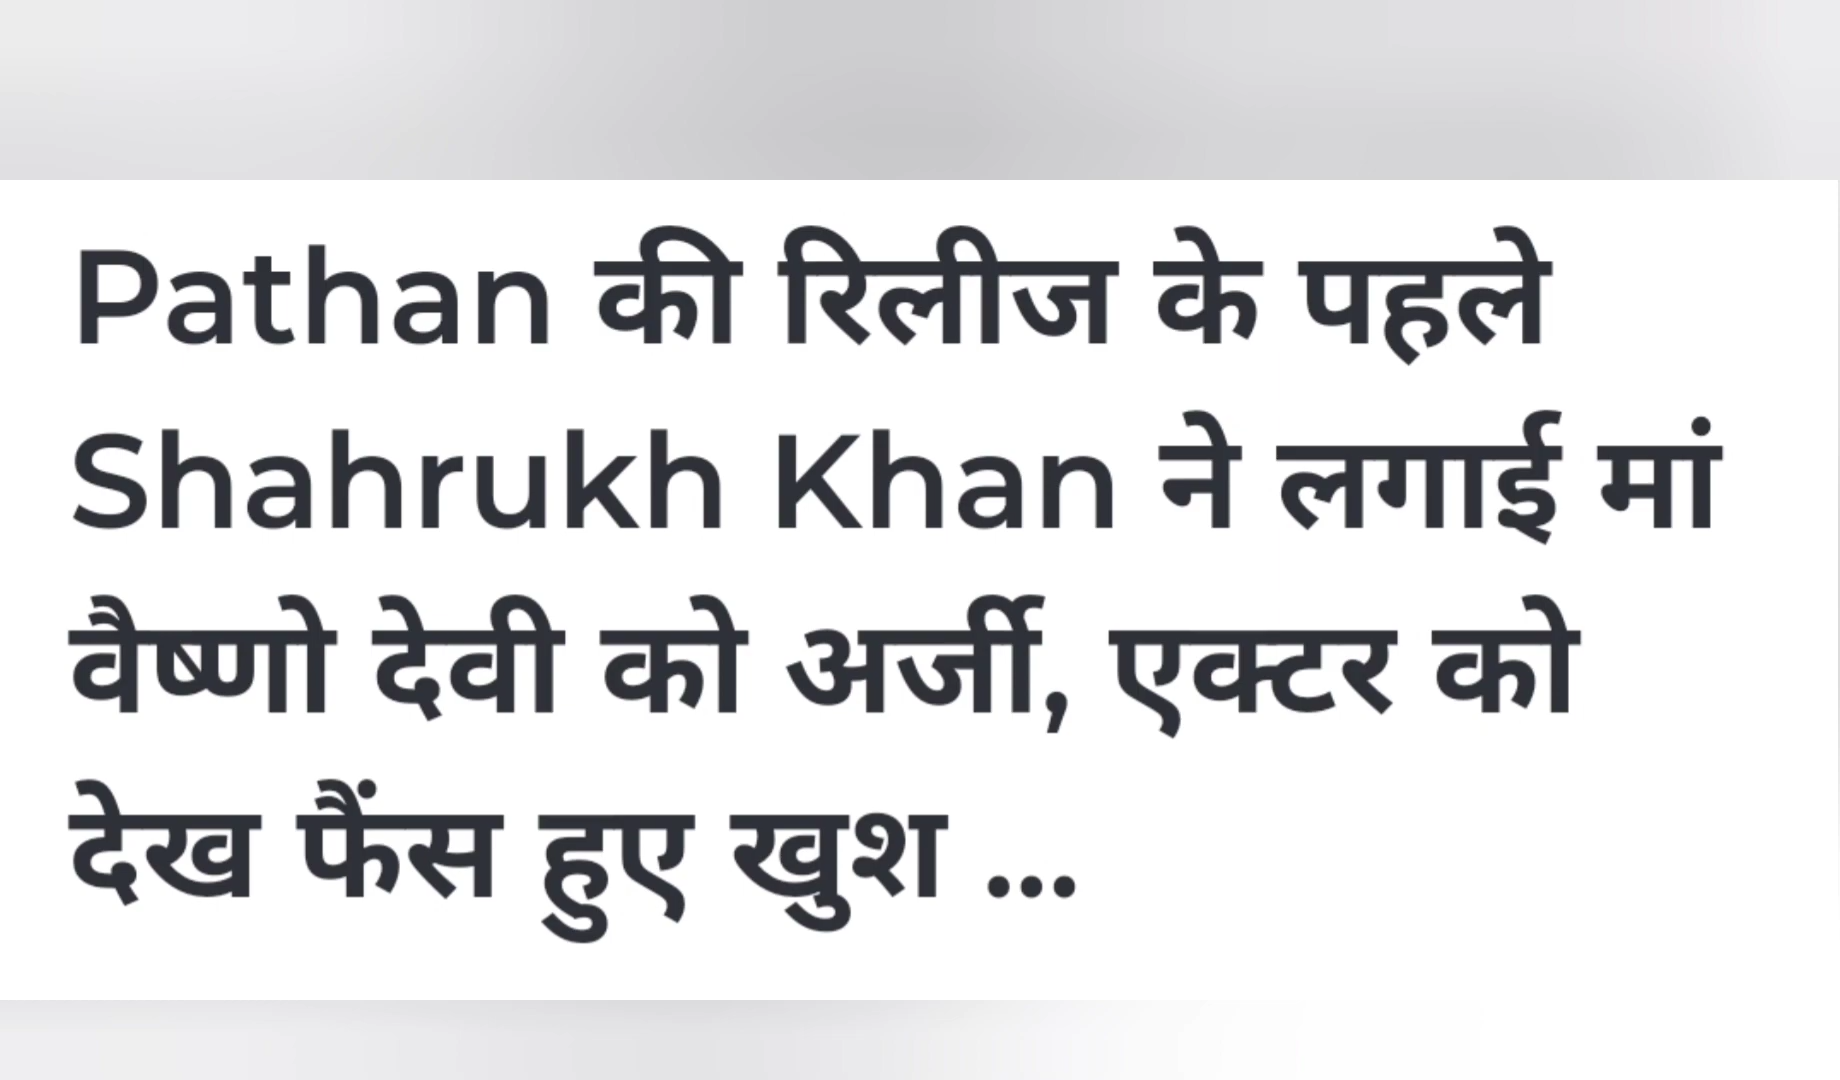 Pathan की रिलीज के पहले
Shahrukh Khan ने लगाई मां
वैष्णो देवी को अर्जी, एक्टर को
देख फैंस हुए खुश ...